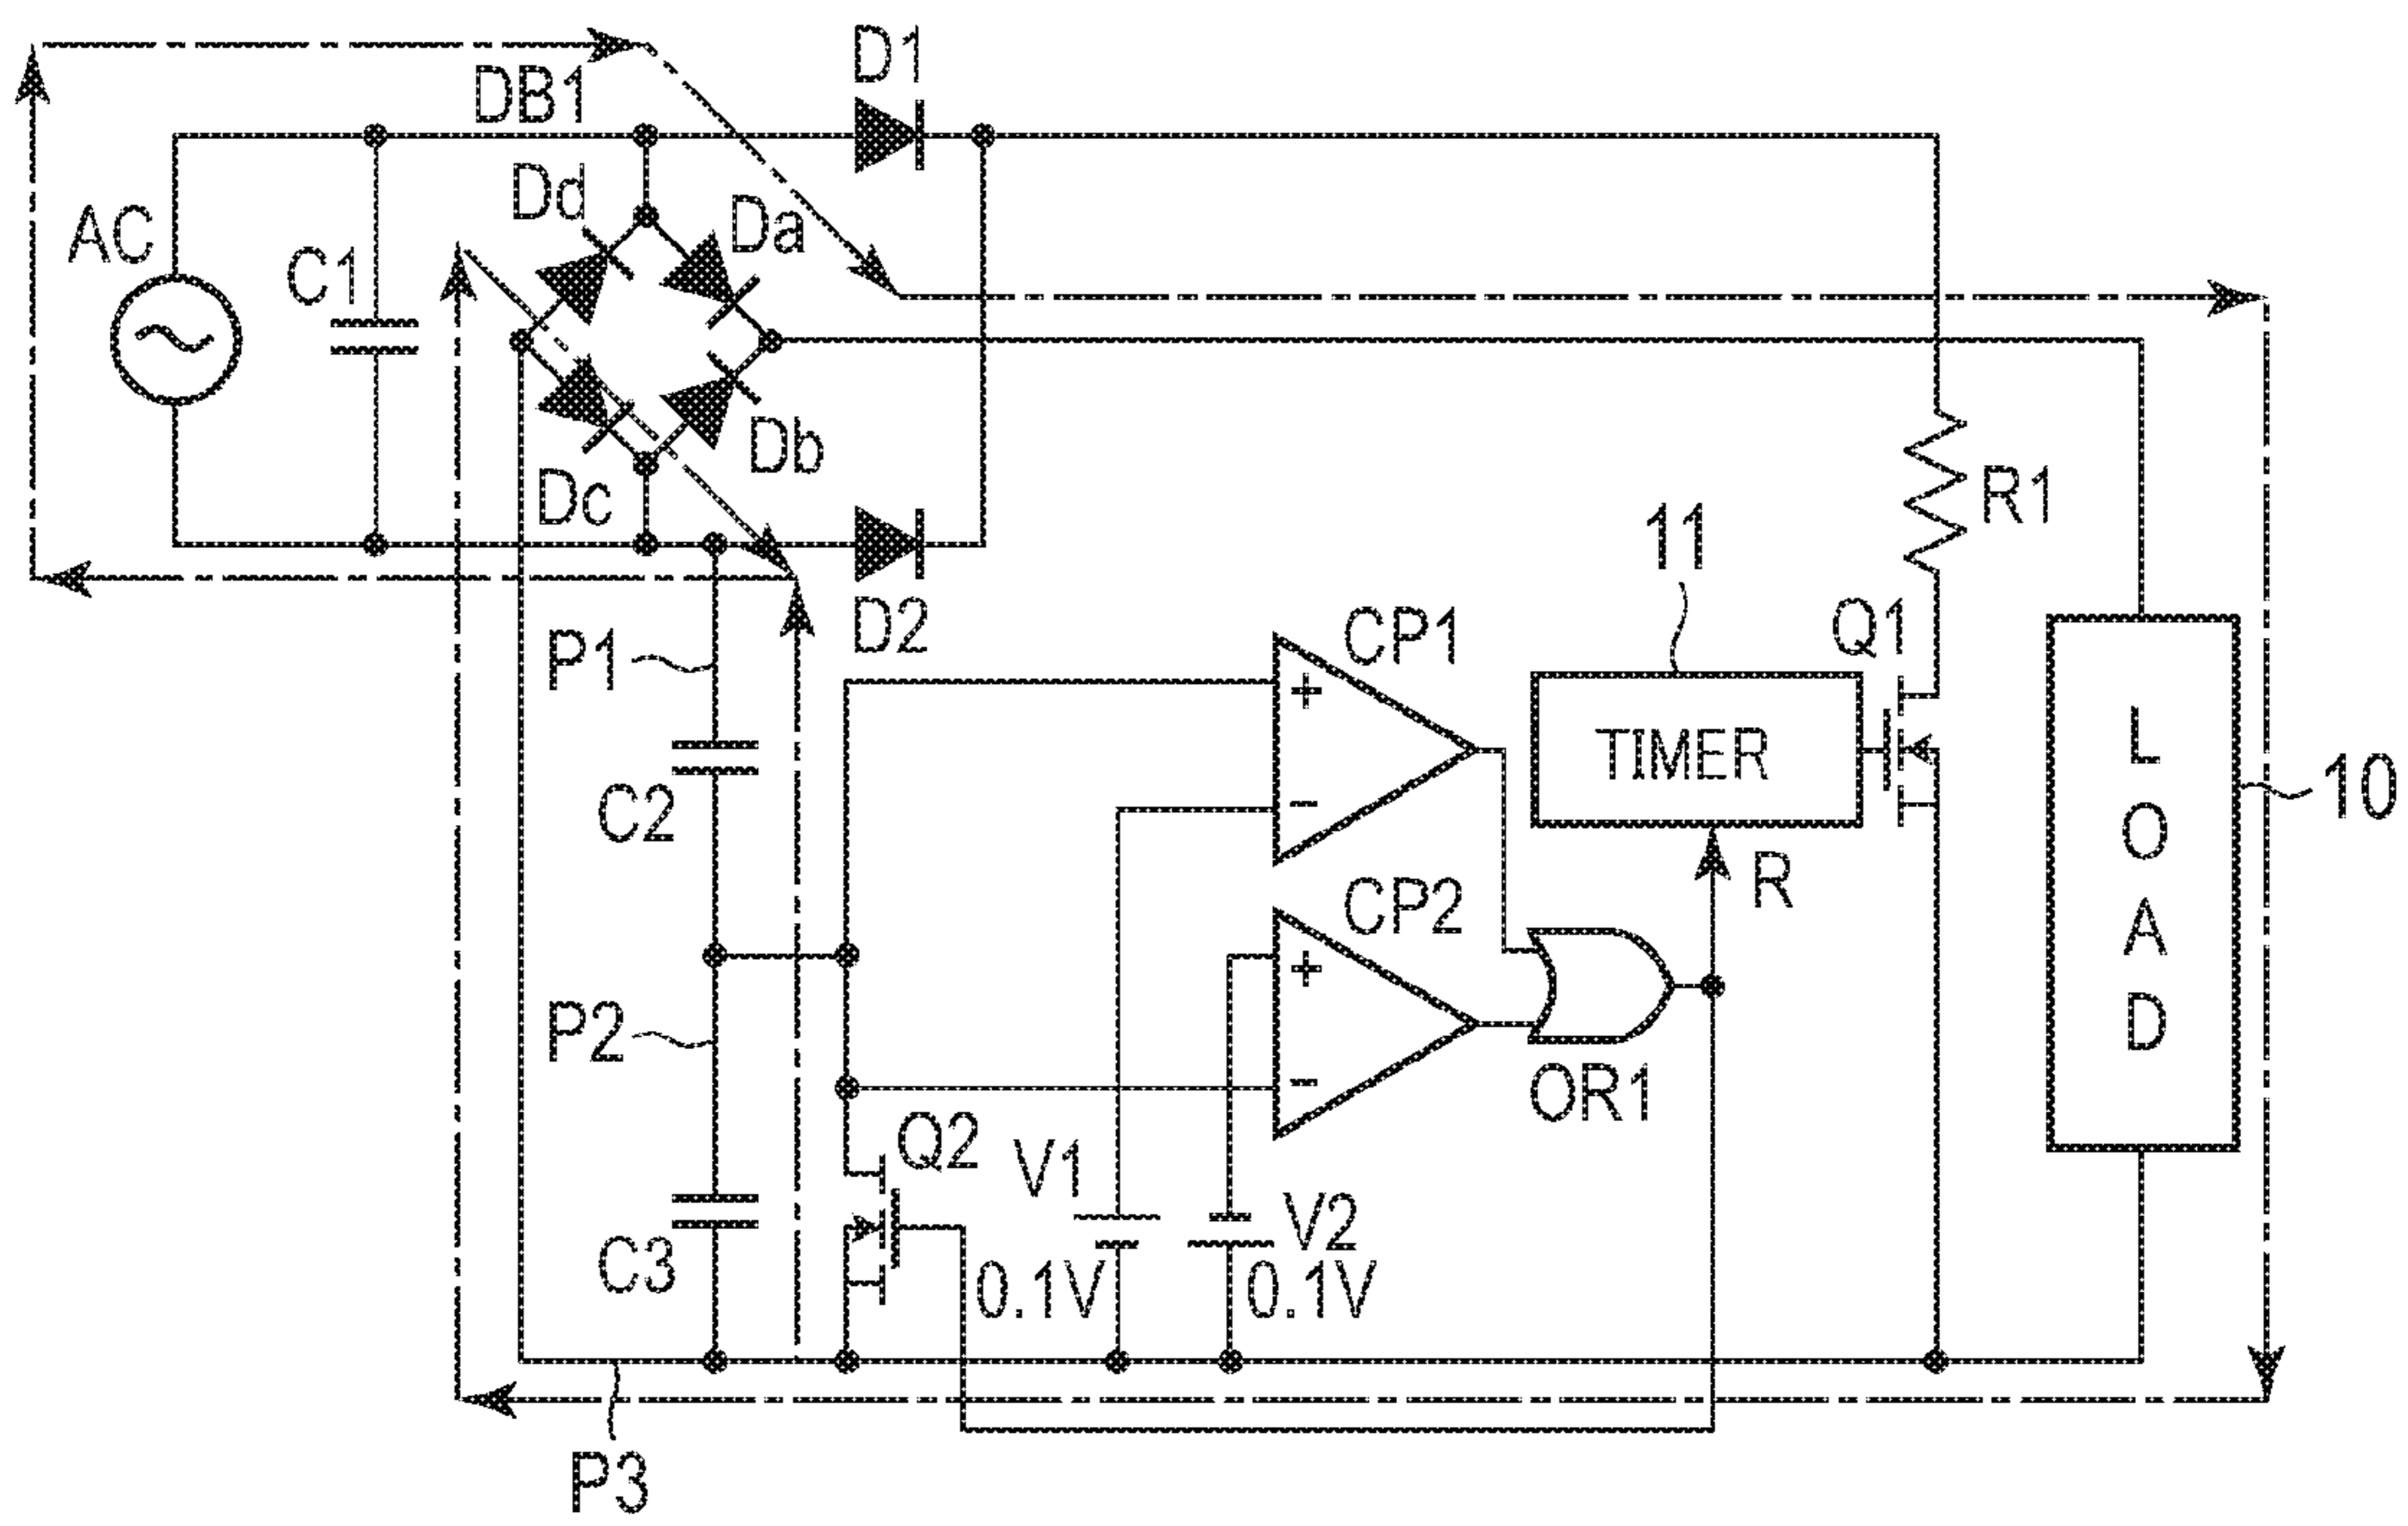 D1
DB1
Dd
Da
AC
C1
Db
Dc
R1
11
Q1
D2
P1
CP1
+
TIMER
LOAD
10
C2
−
R
CP2
+
P2
−
OR1
Q2
V1
V2
C3
0.1V
0.1V
P3